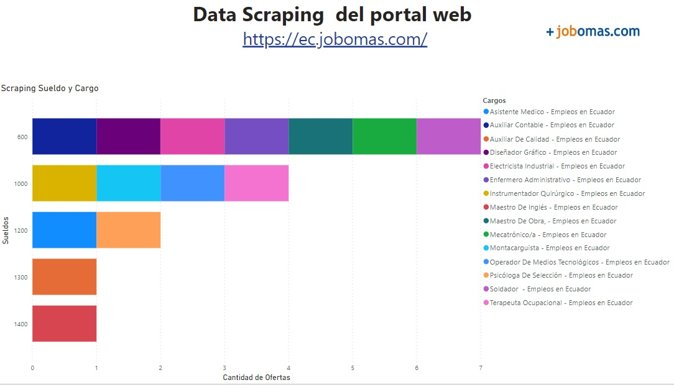 Data Scraping del portal web
https://ec.jobomas.com/
+ jobomas.com
Scraping Sueldo y Cargo
Cargos
Asistente Medico - Empleos en Ecuador
Auxiliar Contable - Empleos en Ecuador
Auxiliar De Calidad - Empleos en Ecuador
Diseñador Gráfico - Empleos en Ecuador
Electricista Industrial - Empleos en Ecuador
Enfermero Administrativo - Empleos en Ecuador
Instrumentador Quirúrgico - Empleos en Ecuador
Maestro De Inglés - Empleos en Ecuador
Maestro De Obra, - Empleos en Ecuador
Mecatrónico/a - Empleos en Ecuador
Montacarguista - Empleos en Ecuador
Operador De Medios Tecnológicos - Empleos en Ecuador
Psicóloga De Selección - Empleos en Ecuador
Soldador - Empleos en Ecuador
Terapeuta Ocupacional - Empleos en Ecuador
Sueldos
600
1000
1200
1300
1400
0 1 2 3 4 5 6 7
Cantidad de Ofertas